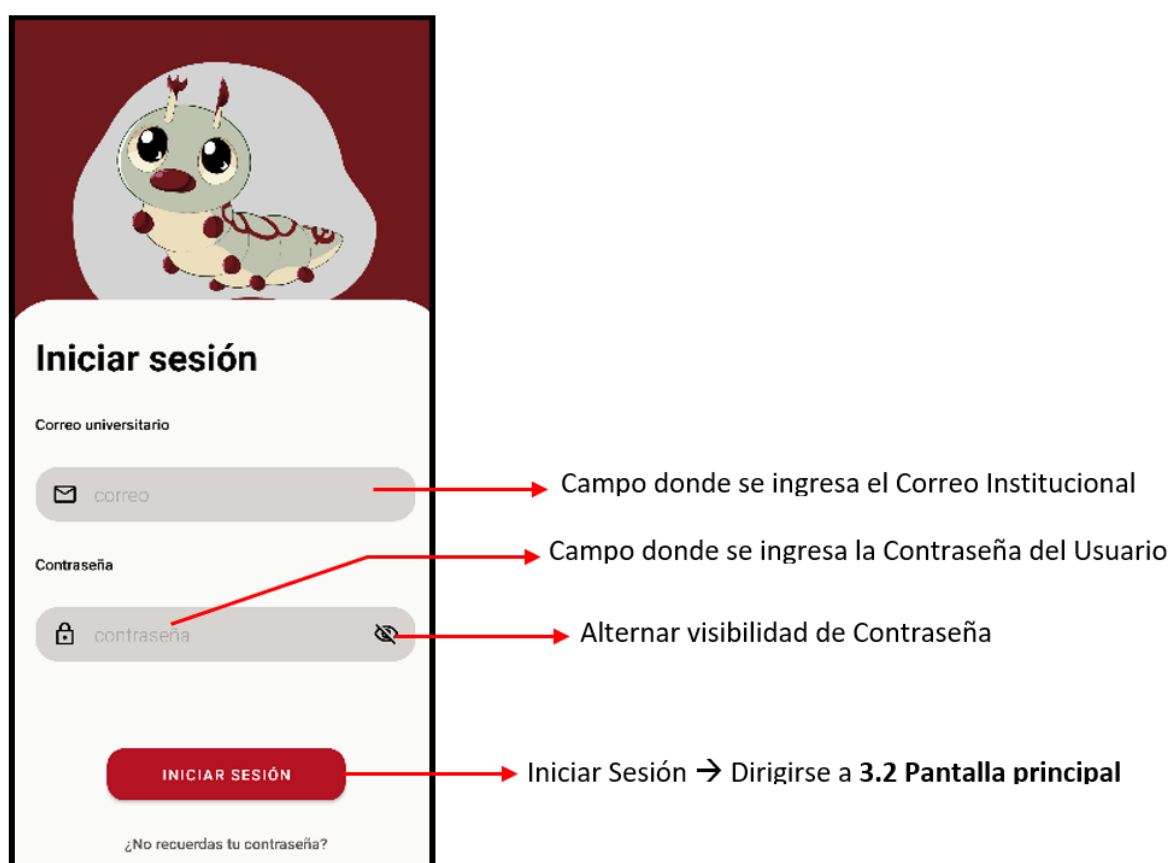 Iniciar sesión
Correo universitario
correo
Campo donde se ingresa el Correo Institucional
Campo donde se ingresa la Contraseña del Usuario
Contraseña
contraseña
Alternar visibilidad de Contraseña
INICIAR SESIÓN
Iniciar Sesión → Dirigirse a 3.2 Pantalla principal
¿No recuerdas tu contraseña?